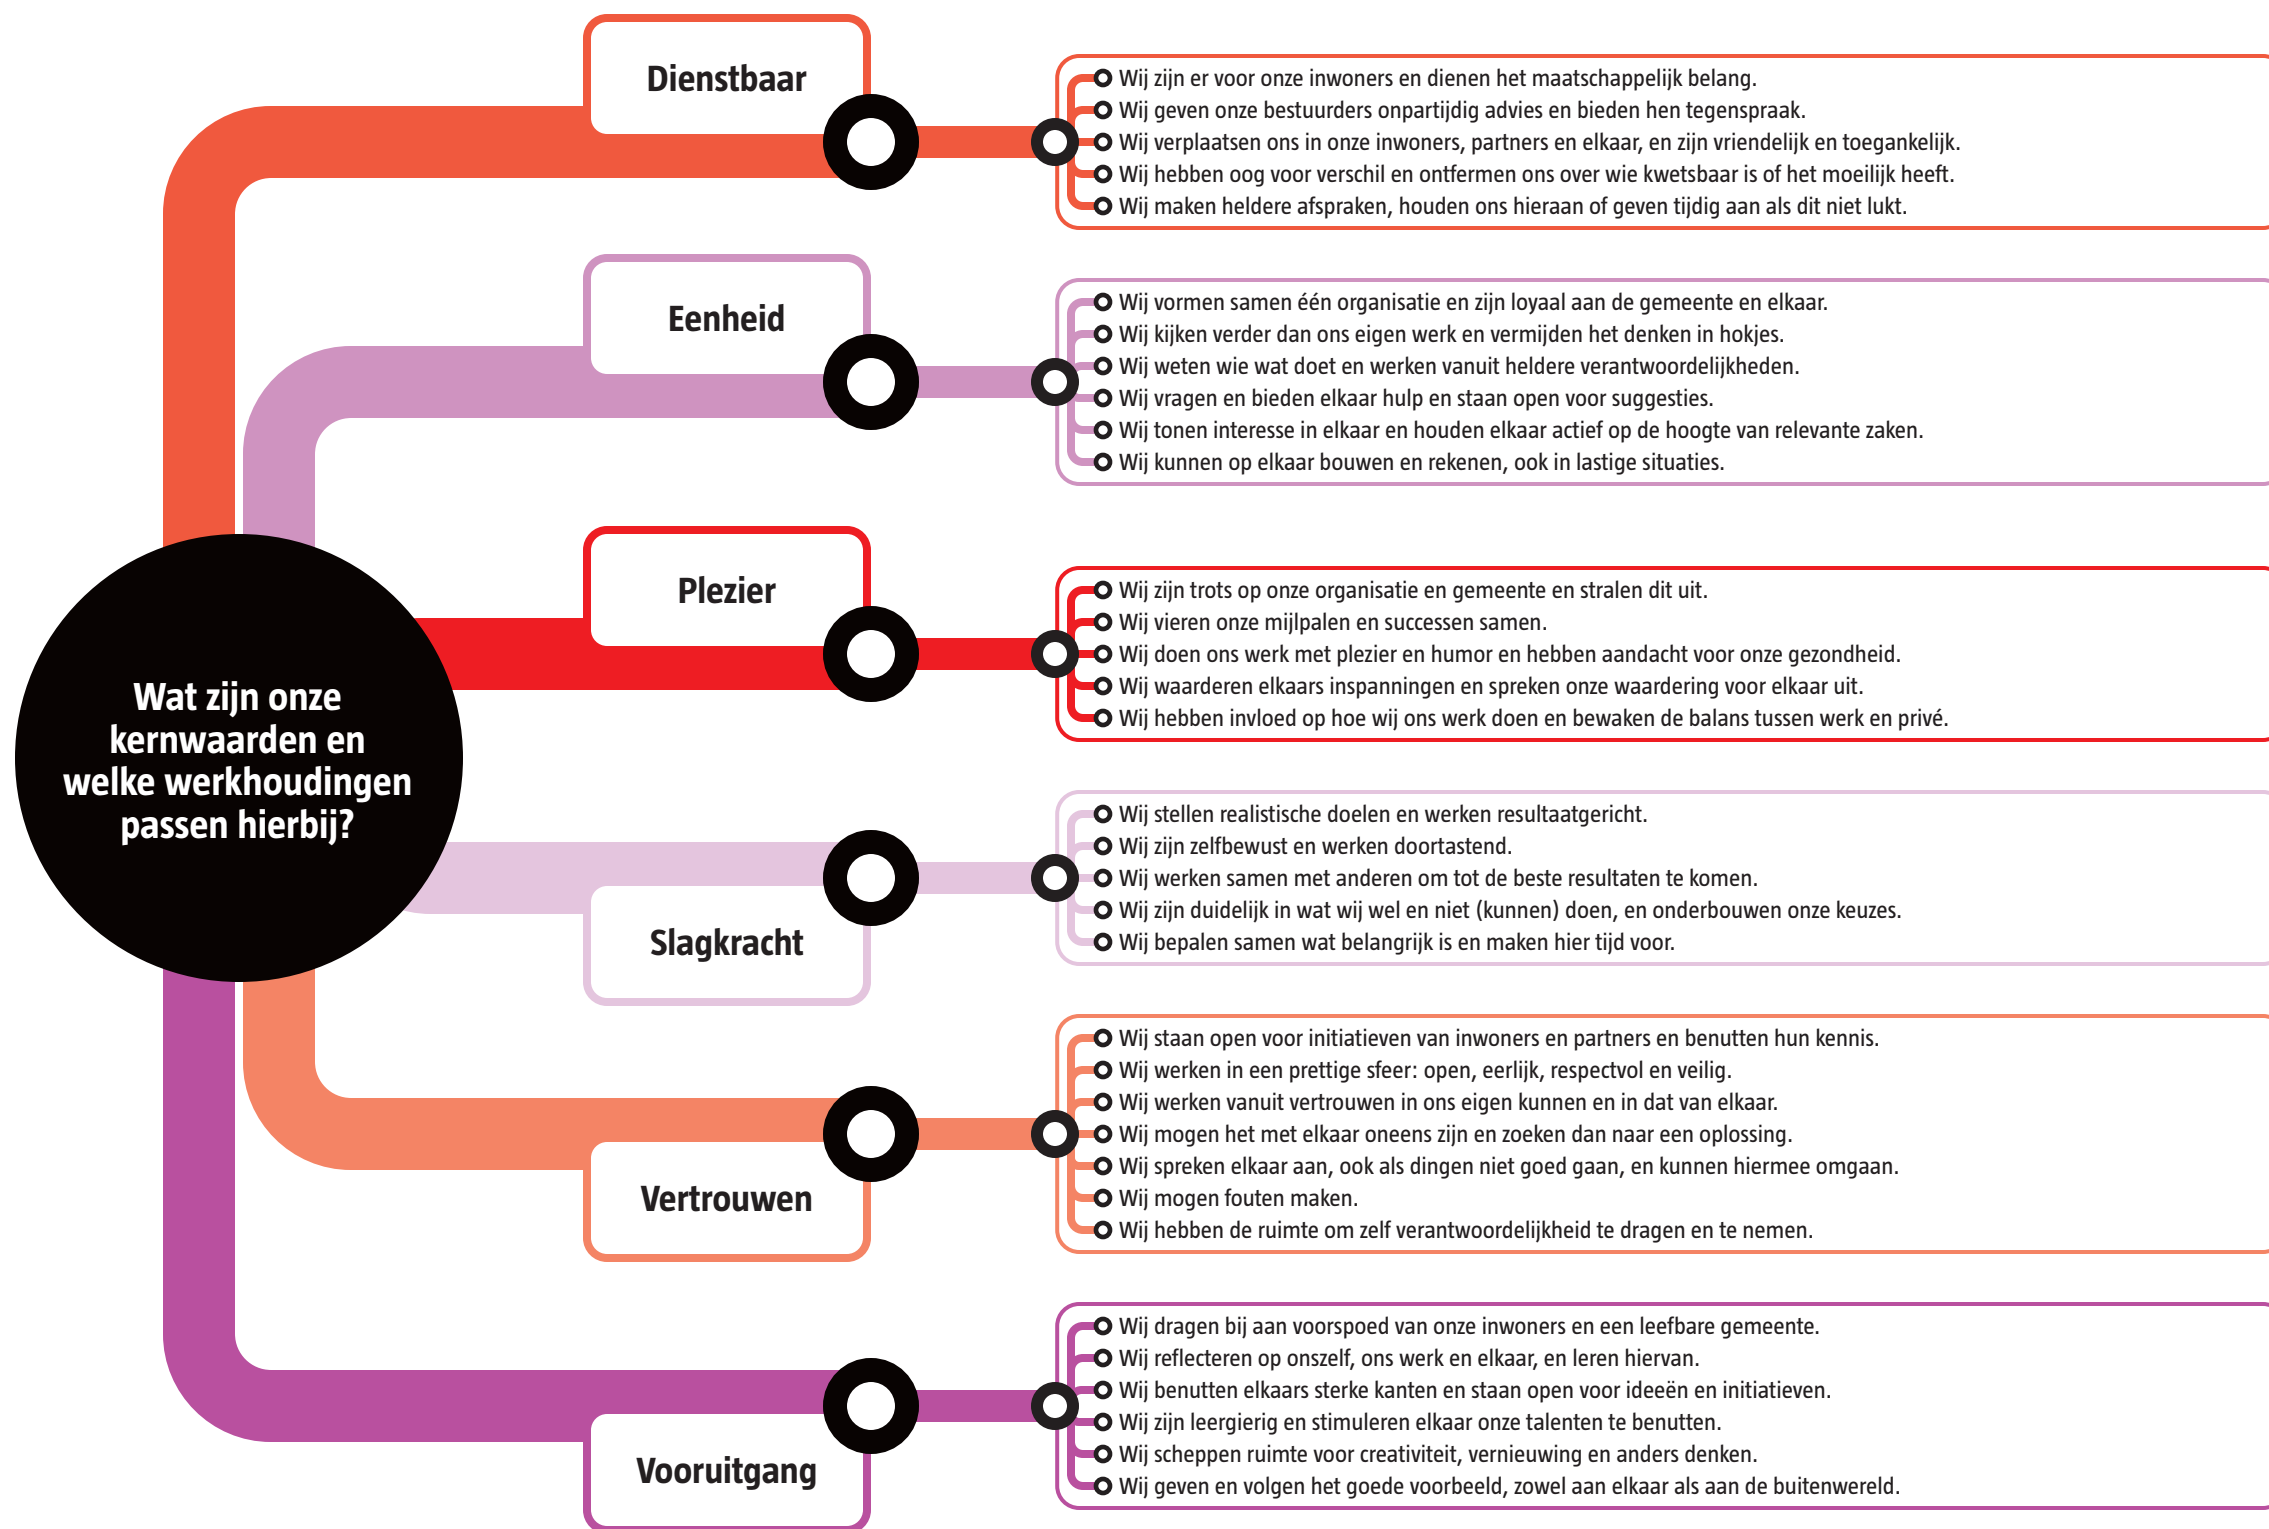 Dienstbaar
Wij zijn er voor onze inwoners en dienen het maatschappelijk belang.
Wij geven onze bestuurders onpartijdig advies en bieden hen tegenspraak.
Wij verplaatsen ons in onze inwoners, partners en elkaar, en zijn vriendelijk en toegankelijk.
Wij hebben oog voor verschil en ontfermen ons over wie kwetsbaar is of het moeilijk heeft.
Wij maken heldere afspraken, houden ons hieraan of geven tijdig aan als dit niet lukt.
Eenheid
Wij vormen samen één organisatie en zijn loyaal aan de gemeente en elkaar.
Wij kijken verder dan ons eigen werk en vermijden het denken in hokjes.
Wij weten wie wat doet en werken vanuit heldere verantwoordelijkheden.
Wij vragen en bieden elkaar hulp en staan open voor suggesties.
Wij tonen interesse in elkaar en houden elkaar actief op de hoogte van relevante zaken.
Wij kunnen op elkaar bouwen en rekenen, ook in lastige situaties.
Plezier
Wij zijn trots op onze organisatie en gemeente en stralen dit uit.
Wij vieren onze mijlpalen en successen samen.
Wij doen ons werk met plezier en humor en hebben aandacht voor onze gezondheid.
Wij waarderen elkaars inspanningen en spreken onze waardering voor elkaar uit.
Wij hebben invloed op hoe wij ons werk doen en bewaken de balans tussen werk en privé.
Wat zijn onze
kernwaarden en
welke werkhoudingen
passen hierbij?
Slagkracht
Wij stellen realistische doelen en werken resultaatgericht.
Wij zijn zelfbewust en werken doortastend.
Wij werken samen met anderen om tot de beste resultaten te komen.
Wij zijn duidelijk in wat wij wel en niet (kunnen) doen, en onderbouwen onze keuzes.
Wij bepalen samen wat belangrijk is en maken hier tijd voor.
Vertrouwen
Wij staan open voor initiatieven van inwoners en partners en benutten hun kennis.
Wij werken in een prettige sfeer: open, eerlijk, respectvol en veilig.
Wij werken vanuit vertrouwen in ons eigen kunnen en in dat van elkaar.
Wij mogen het met elkaar oneens zijn en zoeken dan naar een oplossing.
Wij spreken elkaar aan, ook als dingen niet goed gaan, en kunnen hiermee omgaan.
Wij mogen fouten maken.
Wij hebben de ruimte om zelf verantwoordelijkheid te dragen en te nemen.
Vooruitgang
Wij dragen bij aan voorspoed van onze inwoners en een leefbare gemeente.
Wij reflecteren op onszelf, ons werk en elkaar, en leren hiervan.
Wij benutten elkaars sterke kanten en staan open voor ideeën en initiatieven.
Wij zijn leergierig en stimuleren elkaar onze talenten te benutten.
Wij scheppen ruimte voor creativiteit, vernieuwing en anders denken.
Wij geven en volgen het goede voorbeeld, zowel aan elkaar als aan de buitenwereld.